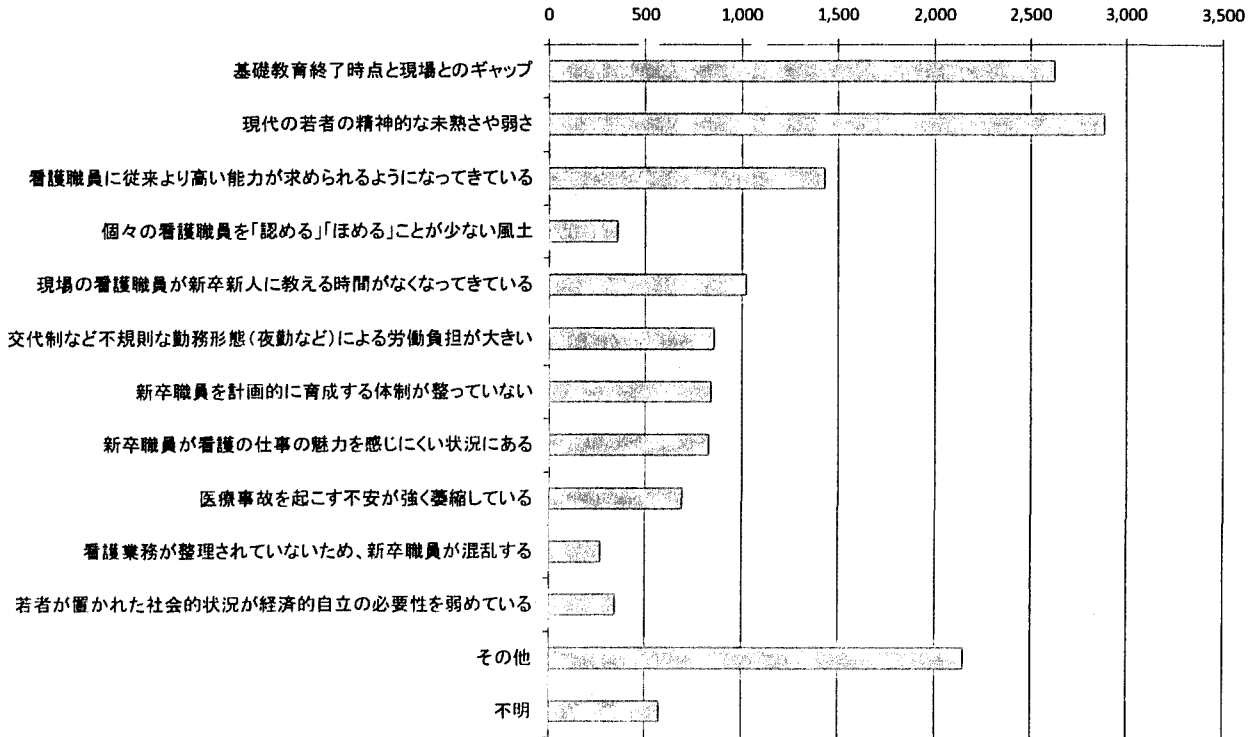 0 500 1,000 1,500 2,000 2,500 3,000 3,500
基礎教育終了時点と現場とのギャップ
現代の若者の精神的な未熟さや弱さ
看護職員に従来より高い能力が求められるようになってきている
個々の看護職員を「認める」「ほめる」ことが少ない風土
現場の看護職員が新卒新人に教える時間がなくなってきている
交代制など不規則な勤務形態(夜勤など)による労働負担が大きい
新卒職員を計画的に育成する体制が整っていない
新卒職員が看護の仕事の魅力を感じにくい状況にある
医療事故を起こす不安が強く萎縮している
看護業務が整理されていないため、新卒職員が混乱する
若者が置かれた社会的状況が経済的自立の必要性を弱めている
その他
不明